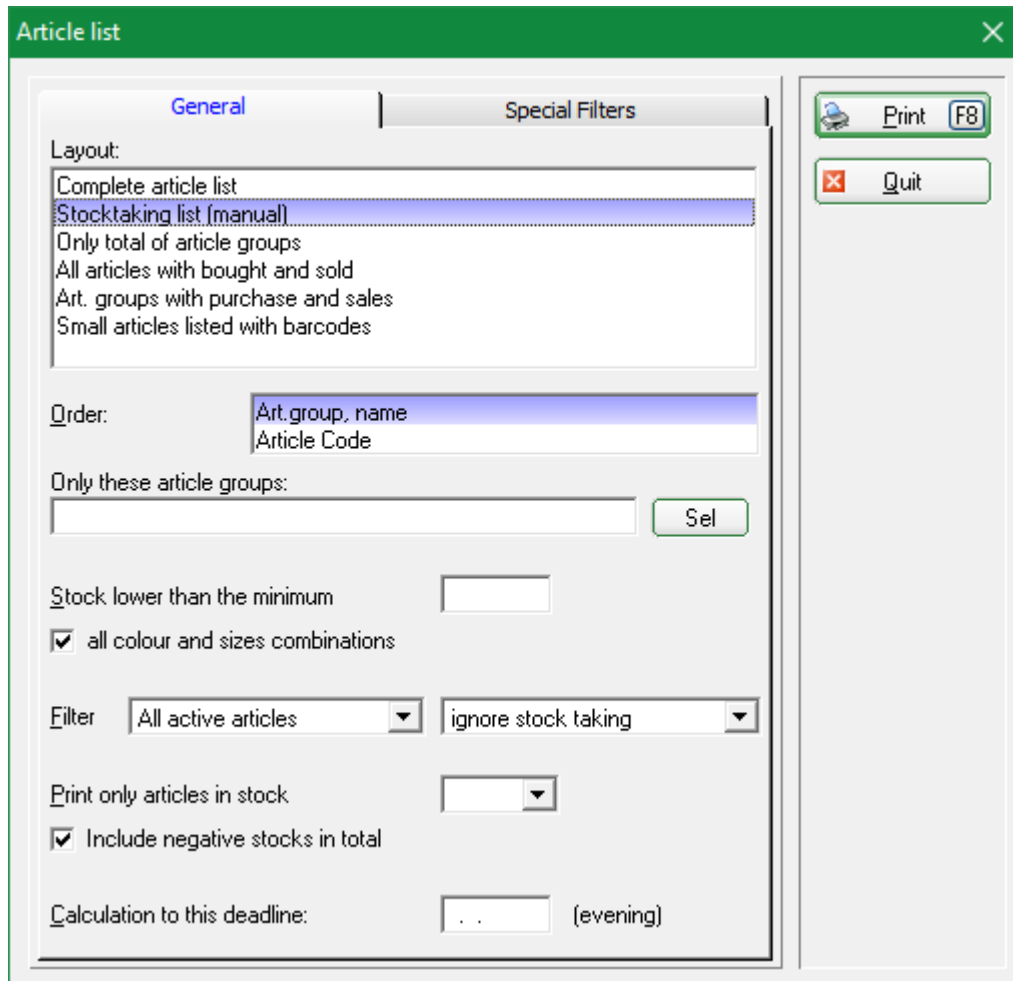 Article list
General
Special Filters
Print F8
Quit
Layout:
Complete article list
Stocktaking list (manual)
Only total of article groups
All articles with bought and sold
Art. groups with purchase and sales
Small articles listed with barcodes
Order:
Art.group, name
Article Code
Only these article groups:
Sel
Stock lower than the minimum
all colour and sizes combinations
Filter All active articles ignore stock taking
Print only articles in stock
Include negative stocks in total
Calculation to this deadline: . . (evening)